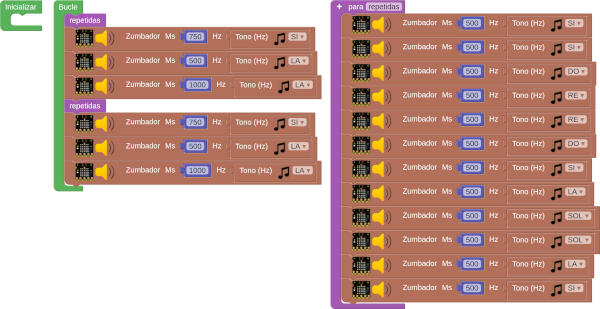 Inicializar
Bucle
repetidas
Zumbador Ms 750 Hz Tono (Hz) SI
Zumbador Ms 500 Hz Tono (Hz) LA
Zumbador Ms 1000 Hz Tono (Hz) LA
repetidas
Zumbador Ms 750 Hz Tono (Hz) SI
Zumbador Ms 500 Hz Tono (Hz) LA
Zumbador Ms 1000 Hz Tono (Hz) LA
+ para repetidas
Zumbador Ms 500 Hz Tono (Hz) SI
Zumbador Ms 500 Hz Tono (Hz) SI
Zumbador Ms 500 Hz Tono (Hz) DO
Zumbador Ms 500 Hz Tono (Hz) RE
Zumbador Ms 500 Hz Tono (Hz) RE
Zumbador Ms 500 Hz Tono (Hz) DO
Zumbador Ms 500 Hz Tono (Hz) SI
Zumbador Ms 500 Hz Tono (Hz) LA
Zumbador Ms 500 Hz Tono (Hz) SOL
Zumbador Ms 500 Hz Tono (Hz) SOL
Zumbador Ms 500 Hz Tono (Hz) LA
Zumbador Ms 500 Hz Tono (Hz) SI